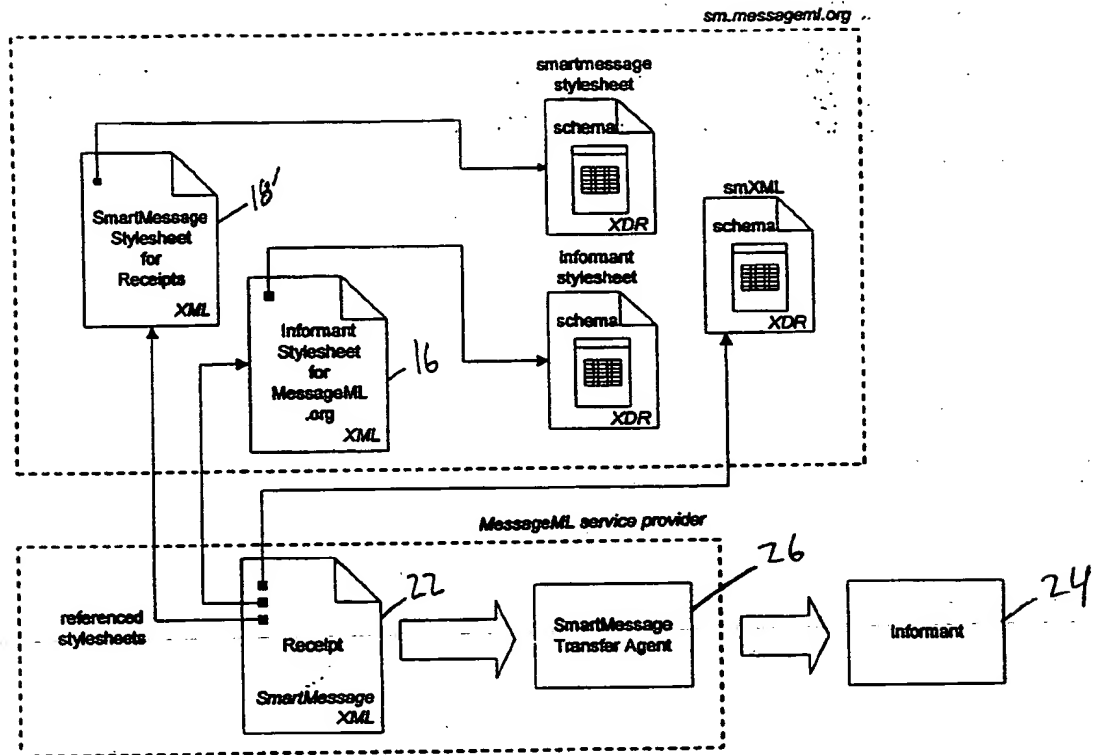 sm.messageml.org
smartmessage
stylesheet
schema
XDR
SmartMessage
Stylesheet
for
Receipts
XML
18'
smXML
schema
XDR
informant
stylesheet
schema
XDR
Informant
Stylesheet
for
MessageML
.org
XML
16
MessageML service provider
referenced
stylesheets
Receipt
SmartMessage
XML
22
SmartMessage
Transfer Agent
26
Informant
24